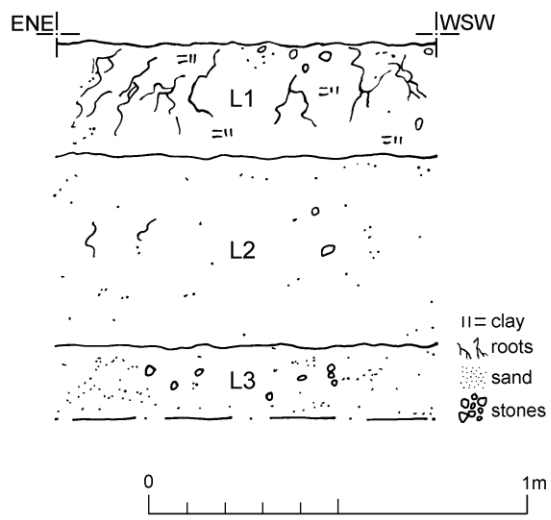 ENE WSW
L1
L2
L3
clay
roots
sand
stones
0 1m